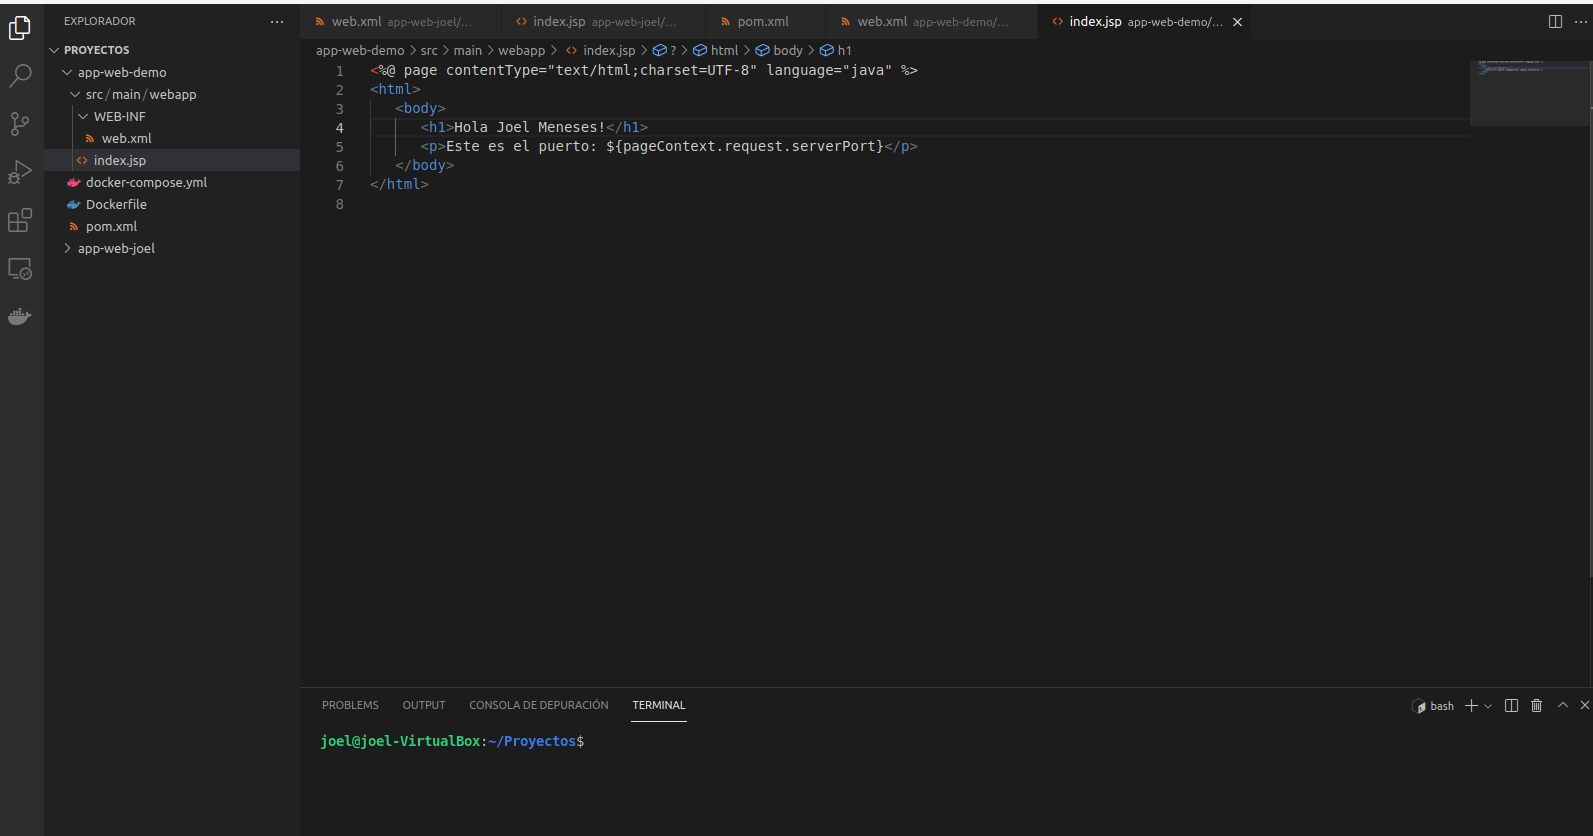 EXPLORADOR ···
web.xml app-web-joel/... index.jsp app-web-joel/... pom.xml web.xml app-web-demo/... index.jsp app-web-demo/... ···
PROYECTOS
app-web-demo
src / main / webapp
WEB-INF
web.xml
index.jsp
docker-compose.yml
Dockerfile
pom.xml
app-web-joel
app-web-demo > src > main > webapp > index.jsp > ? > html > body > h1
1 <%@ page contentType="text/html;charset=UTF-8" language="java" %>
2 <html>
3 <body>
4 <h1>Hola Joel Meneses!</h1>
5 <p>Este es el puerto: ${pageContext.request.serverPort}</p>
6 </body>
7 </html>
8
PROBLEMS OUTPUT CONSOLA DE DEPURACIÓN TERMINAL bash
joel@joel-VirtualBox:~/Proyectos$